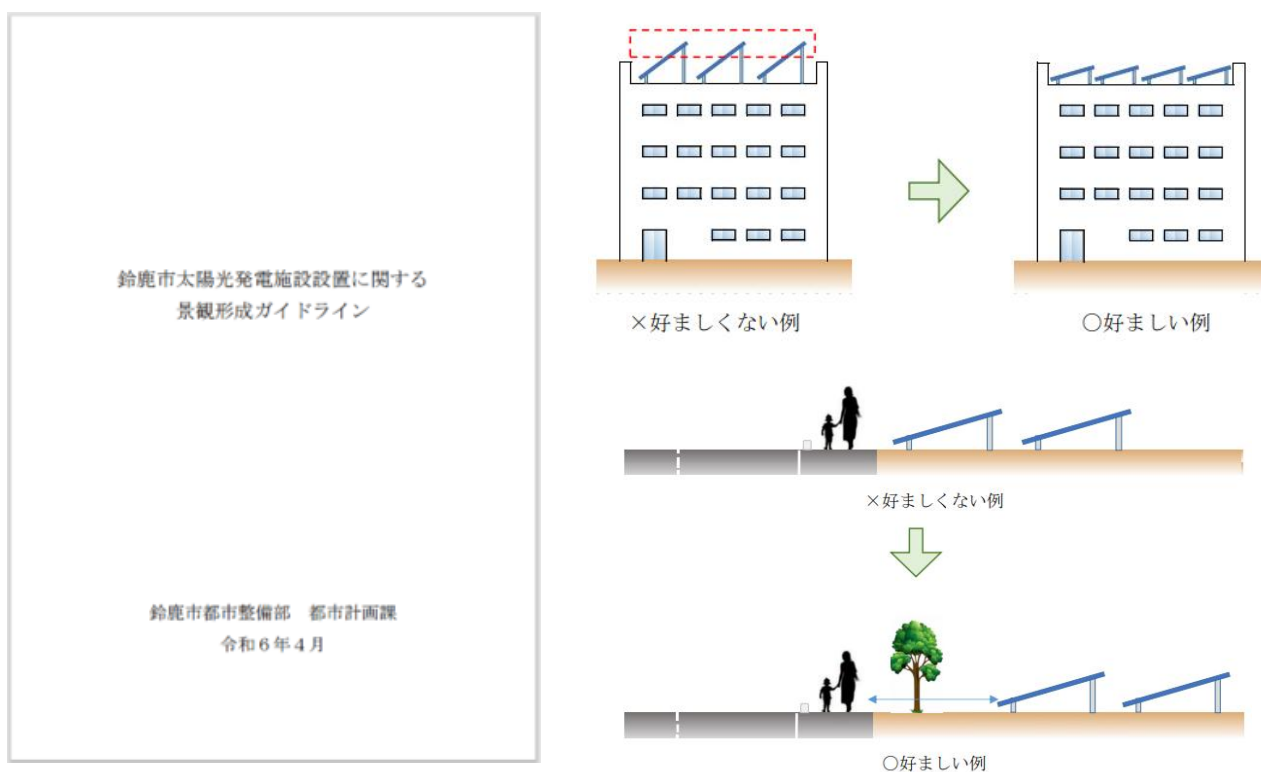 鈴鹿市太陽光発電施設設置に関する
景観形成ガイドライン
鈴鹿市都市整備部　都市計画課
令和６年４月
×好ましくない例
○好ましい例
×好ましくない例
○好ましい例